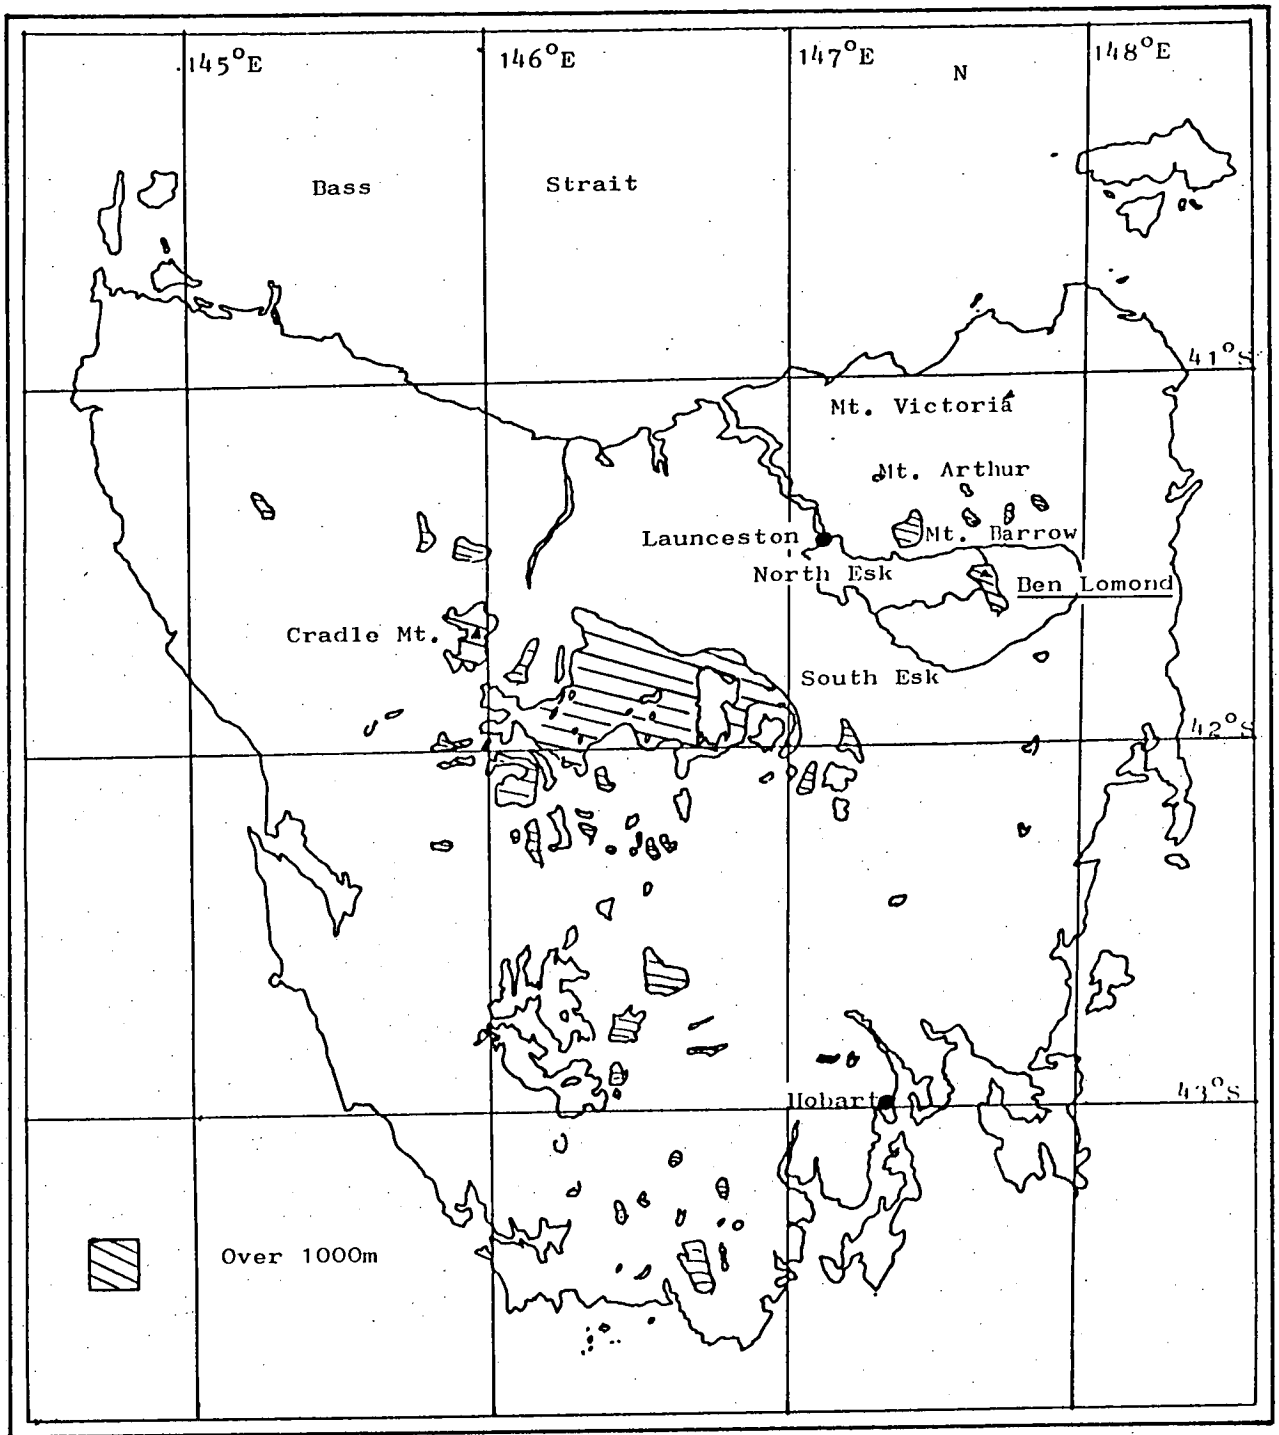 145°E
146°E
147°E
148°E
N
Bass Strait
41°S
Mt. Victoria
Mt. Arthur
Launceston
Mt. Barrow
North Esk
Ben Lomond
Cradle Mt.
South Esk
42°S
Hobart
43°S
Over 1000m